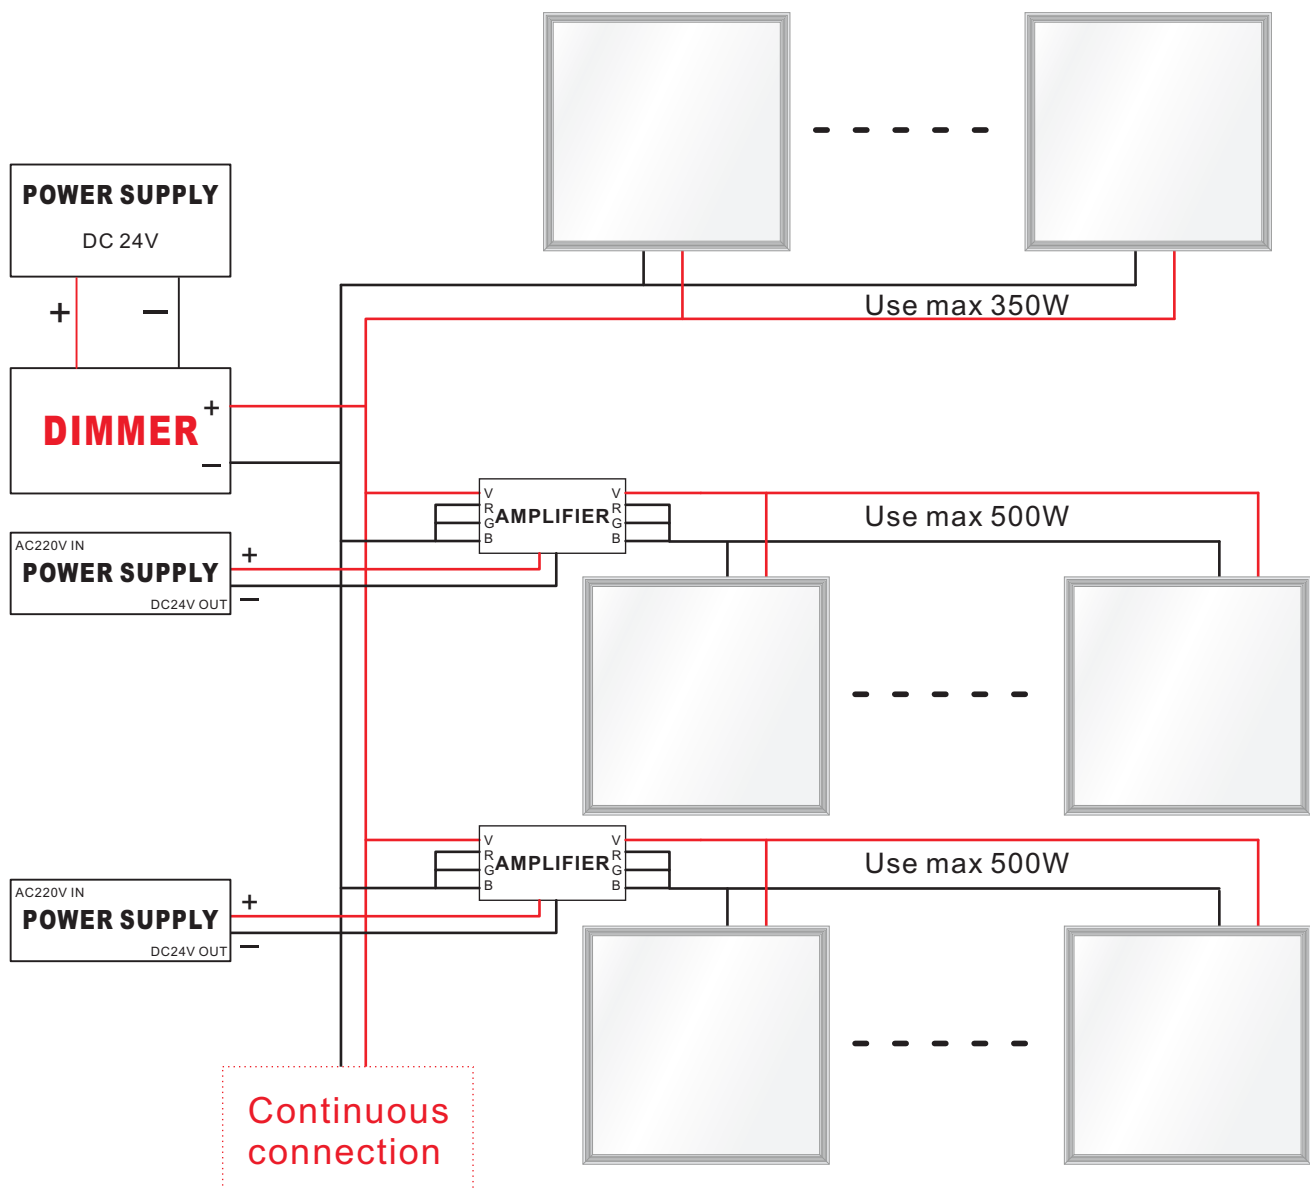 POWER SUPPLY
DC 24V
+ —
Use max 350W
DIMMER
+
—
V V
R R
G G
B B
AMPLIFIER
Use max 500W
AC220V IN
POWER SUPPLY
DC24V OUT
+
—
V V
R R
G G
B B
AMPLIFIER
Use max 500W
AC220V IN
POWER SUPPLY
DC24V OUT
+
—
Continuous
connection